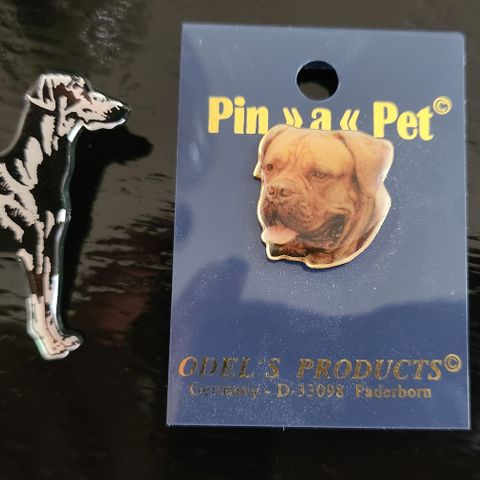 Pin » a « Pet©
ODEL'S PRODUCTS©
Germany - D-33098 Paderborn